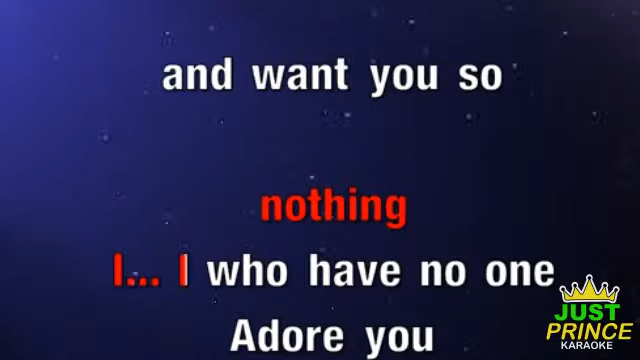 and want you so
nothing
I... I who have no one
Adore you
JUST
PRINCE
KARAOKE